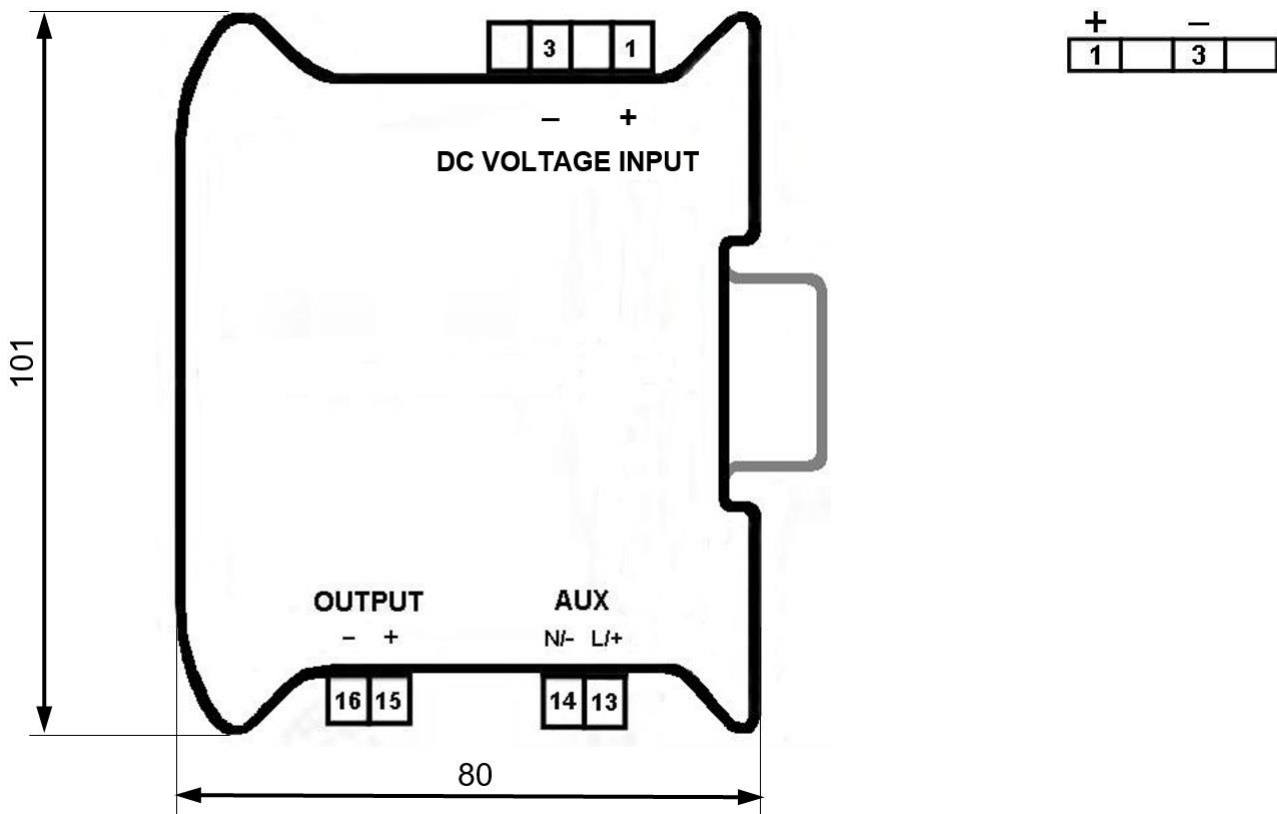 + –
1 3
3 1
– +
DC VOLTAGE INPUT
101
OUTPUT AUX
– + N/- L/+
16 15 14 13
80